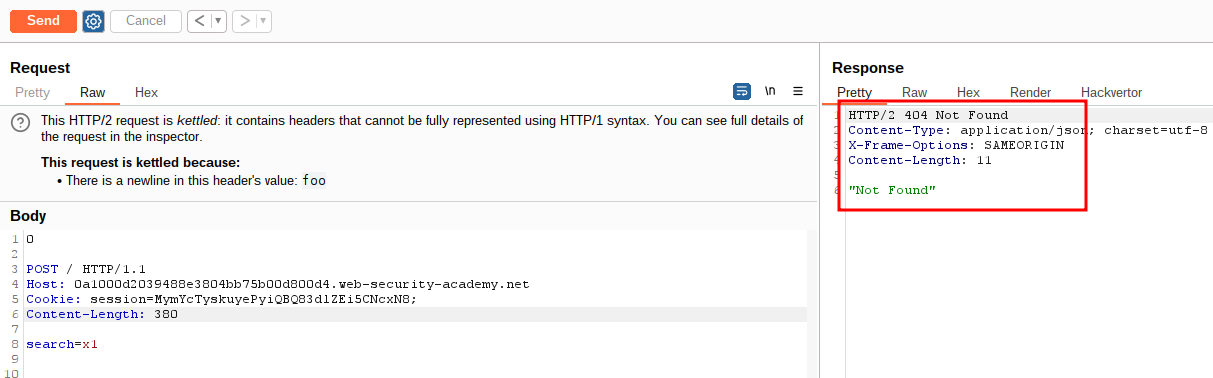 Send Cancel < >
Request
Pretty Raw Hex \n
This HTTP/2 request is kettled: it contains headers that cannot be fully represented using HTTP/1 syntax. You can see full details of
the request in the inspector.
This request is kettled because:
• There is a newline in this header's value: foo
Body
1 0
2
3 POST / HTTP/1.1
4 Host: 0a1000d2039488e3804bb75b00d800d4.web-security-academy.net
5 Cookie: session=MymYcTyskuyePyiQBQ83dlZEi5CNcxN8;
6 Content-Length: 380
7
8 search=x1
9
10
Response
Pretty Raw Hex Render Hackvertor
1 HTTP/2 404 Not Found
2 Content-Type: application/json; charset=utf-8
3 X-Frame-Options: SAMEORIGIN
4 Content-Length: 11
5
6 "Not Found"